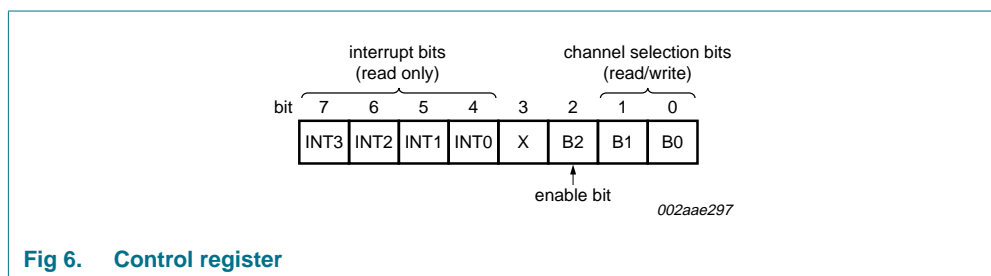 interrupt bits
(read only)
channel selection bits
(read/write)
bit 7 6 5 4 3 2 1 0
INT3 INT2 INT1 INT0 X B2 B1 B0
enable bit
002aae297
Fig 6. Control register